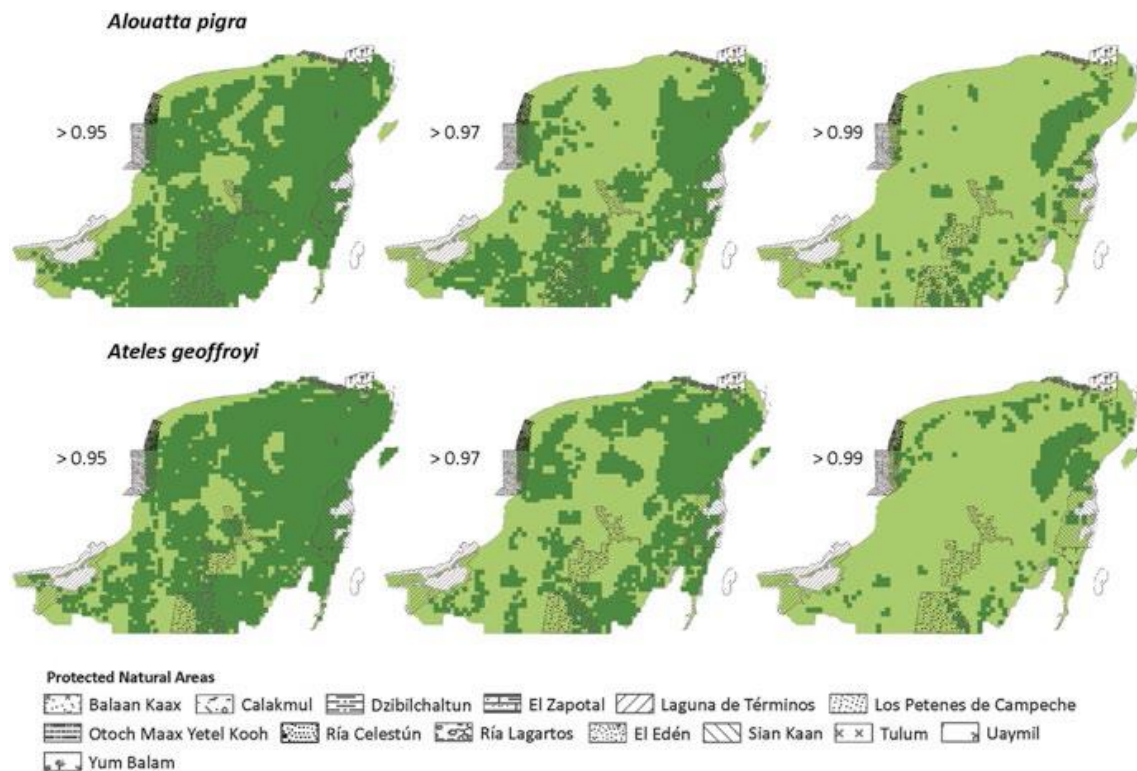 Alouatta pigra
> 0.95 > 0.97 > 0.99
Ateles geoffroyi
> 0.95 > 0.97 > 0.99
Protected Natural Areas
Balaan Kaax Calakmul Dzibilchaltun El Zapotal Laguna de Términos Los Petenes de Campeche
Otoch Maax Yetel Kooh Ría Celestún Ría Lagartos El Edén Sian Kaan Tulum Uaymil
Yum Balam